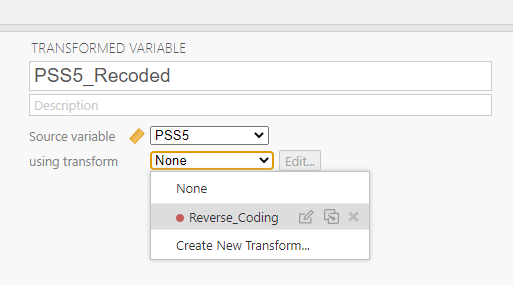 TRANSFORMED VARIABLE
PSS5_Recoded
Description
Source variable PSS5
using transform None Edit...
None
Reverse_Coding
Create New Transform...